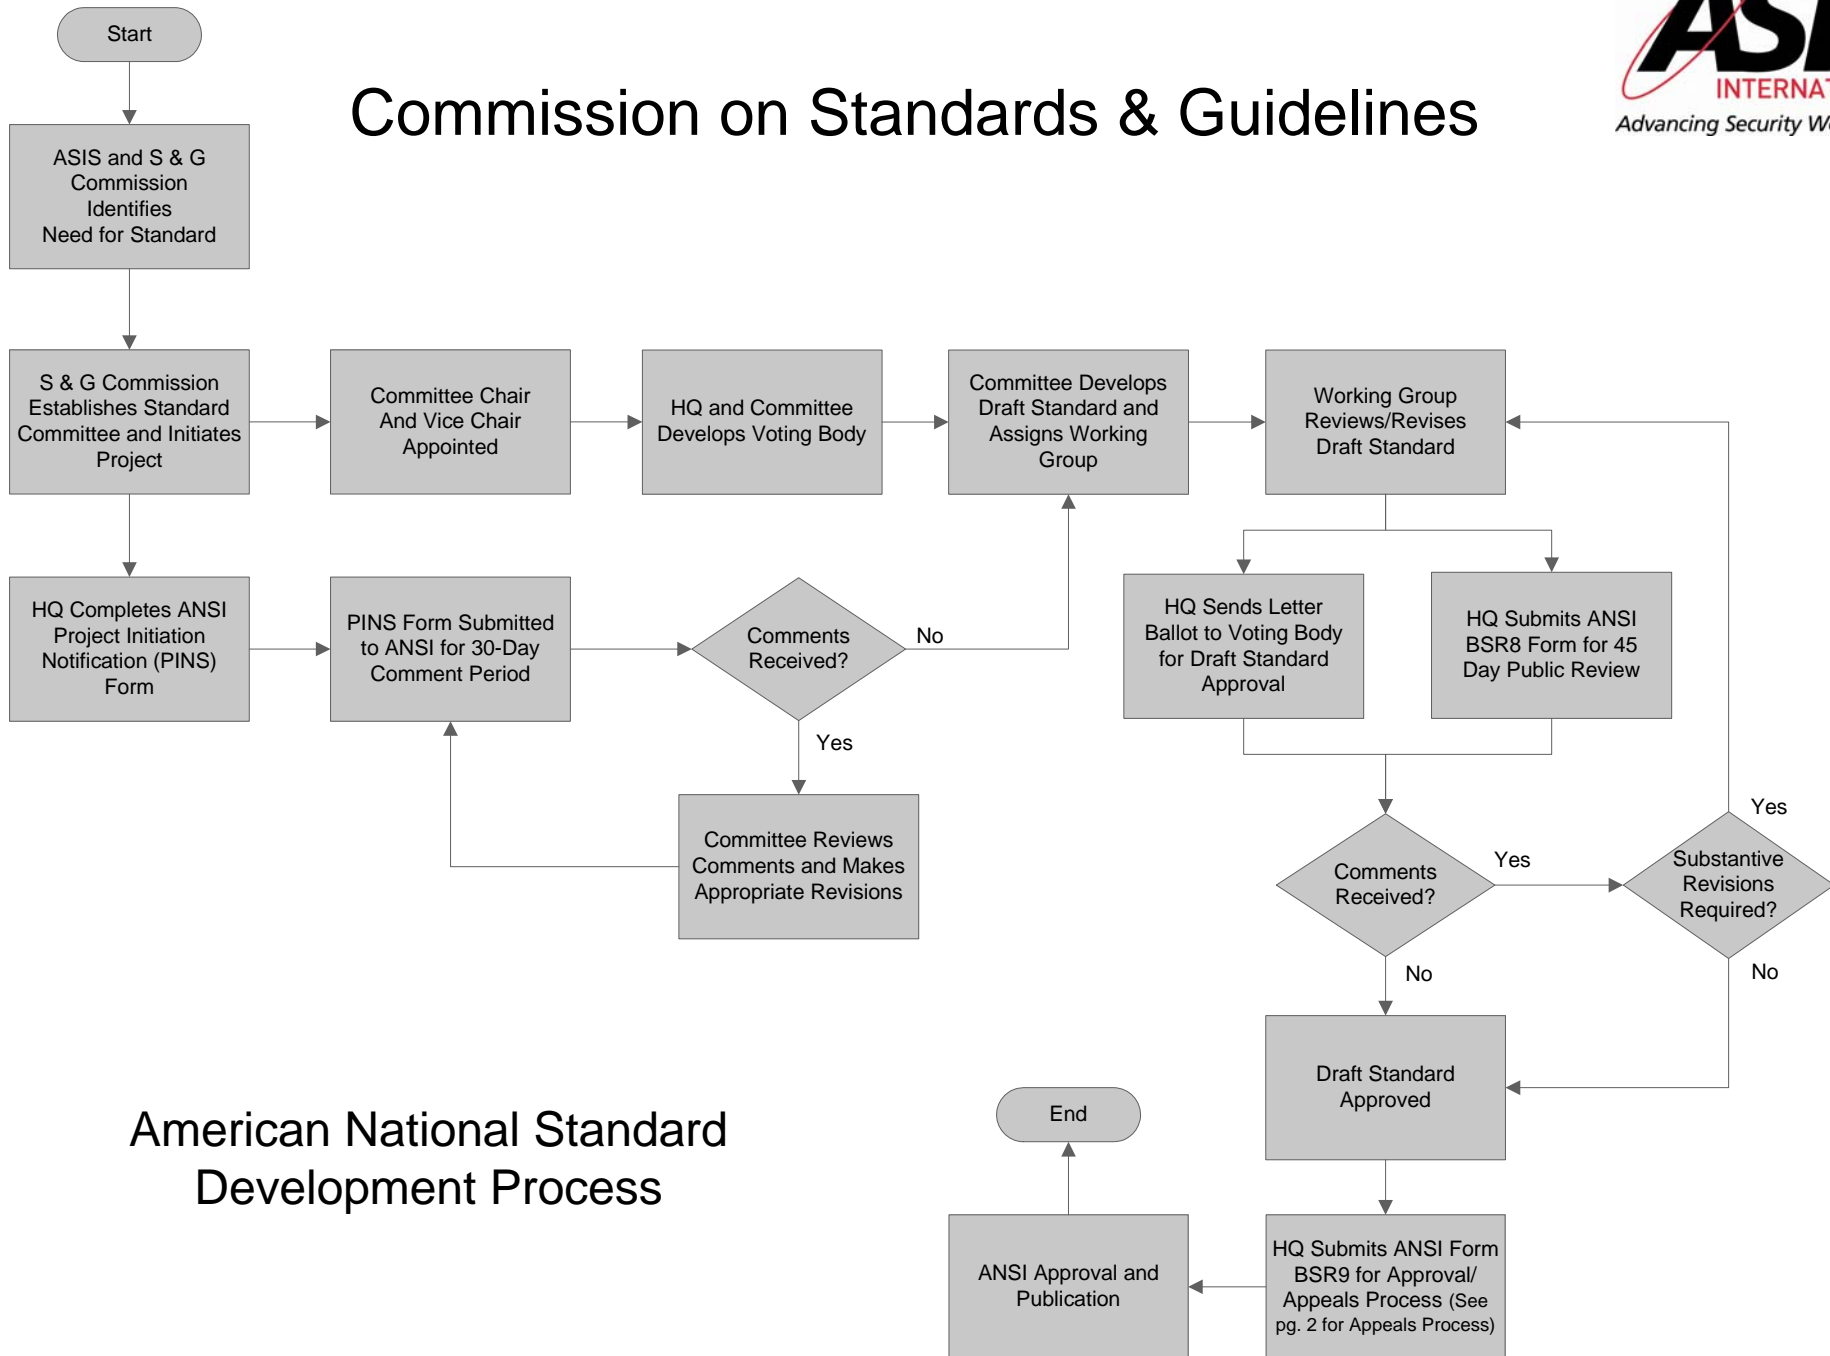 Start
Commission on Standards & Guidelines
INTERNAT
Advancing Security W
ASIS and S & G
Commission
Identifies
Need for Standard
S & G Commission
Establishes Standard
Committee and Initiates
Project
Committee Chair
And Vice Chair
Appointed
HQ and Committee
Develops Voting Body
Committee Develops
Draft Standard and
Assigns Working
Group
Working Group
Reviews/Revises
Draft Standard
HQ Completes ANSI
Project Initiation
Notification (PINS)
Form
PINS Form Submitted
to ANSI for 30-Day
Comment Period
Comments
Received?
No
Yes
Committee Reviews
Comments and Makes
Appropriate Revisions
HQ Sends Letter
Ballot to Voting Body
for Draft Standard
Approval
HQ Submits ANSI
BSR8 Form for 45
Day Public Review
Comments
Received?
Yes
No
Substantive
Revisions
Required?
Yes
No
Draft Standard
Approved
HQ Submits ANSI Form
BSR9 for Approval/
Appeals Process (See
pg. 2 for Appeals Process)
ANSI Approval and
Publication
End
American National Standard
Development Process